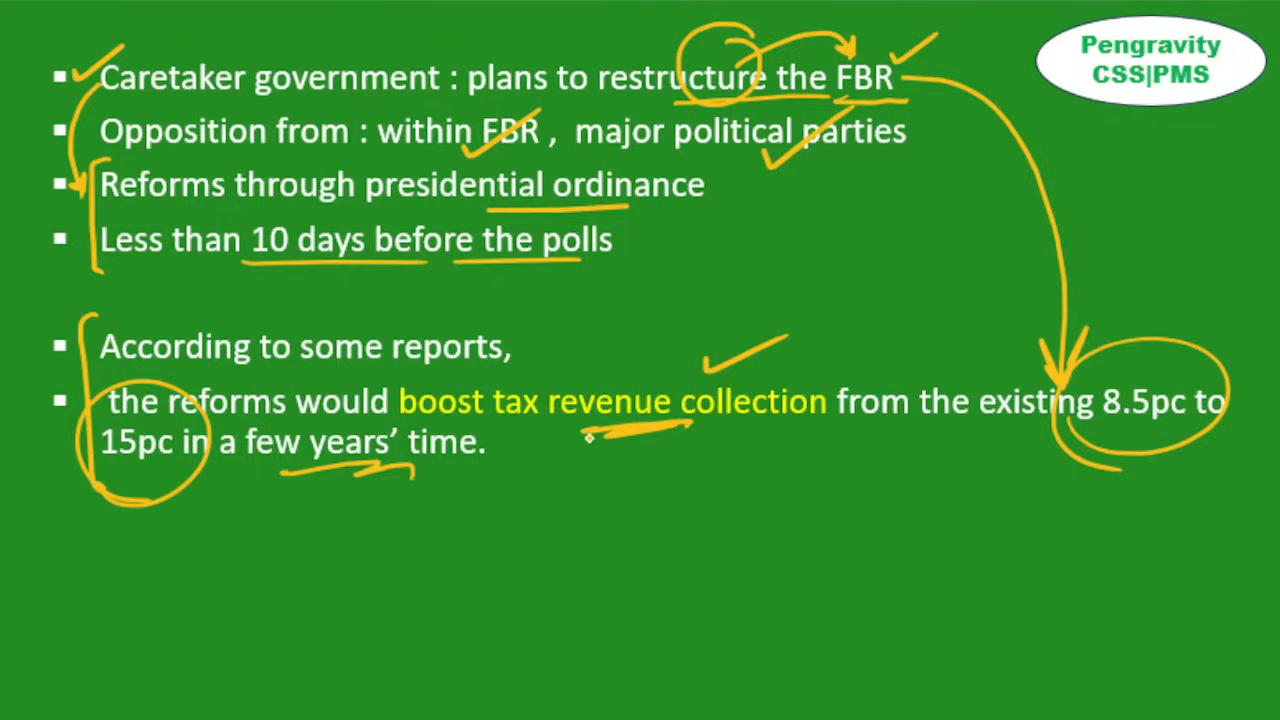 Pengravity
CSS|PMS
▪ Caretaker government : plans to restructure the FBR
▪ Opposition from : within FBR , major political parties
▪ Reforms through presidential ordinance
▪ Less than 10 days before the polls
▪ According to some reports,
▪ the reforms would boost tax revenue collection from the existing 8.5pc to
15pc in a few years’ time.